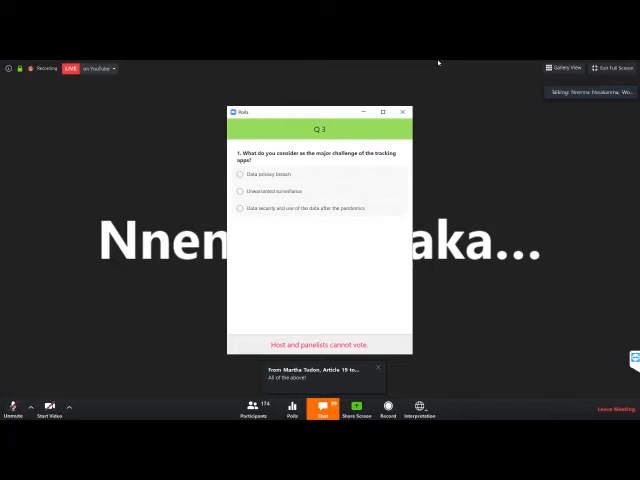 Recording
LIVE
on YouTube
Gallery View
Exit Full Screen
Talking: Nnenna Nwakanma, Wo...
Polls
Q 3
1. What do you consider as the major challenge of the tracking
apps?
Data privacy breach
Unwarranted surveillance
Data security and use of the data after the pandemics
Nnen
aka...
Host and panelists cannot vote.
From Martha Tudon, Article 19 to...
All of the above!
Unmute
Start Video
174
Participants
Polls
Chat
Share Screen
Record
Interpretation
Leave Meeting